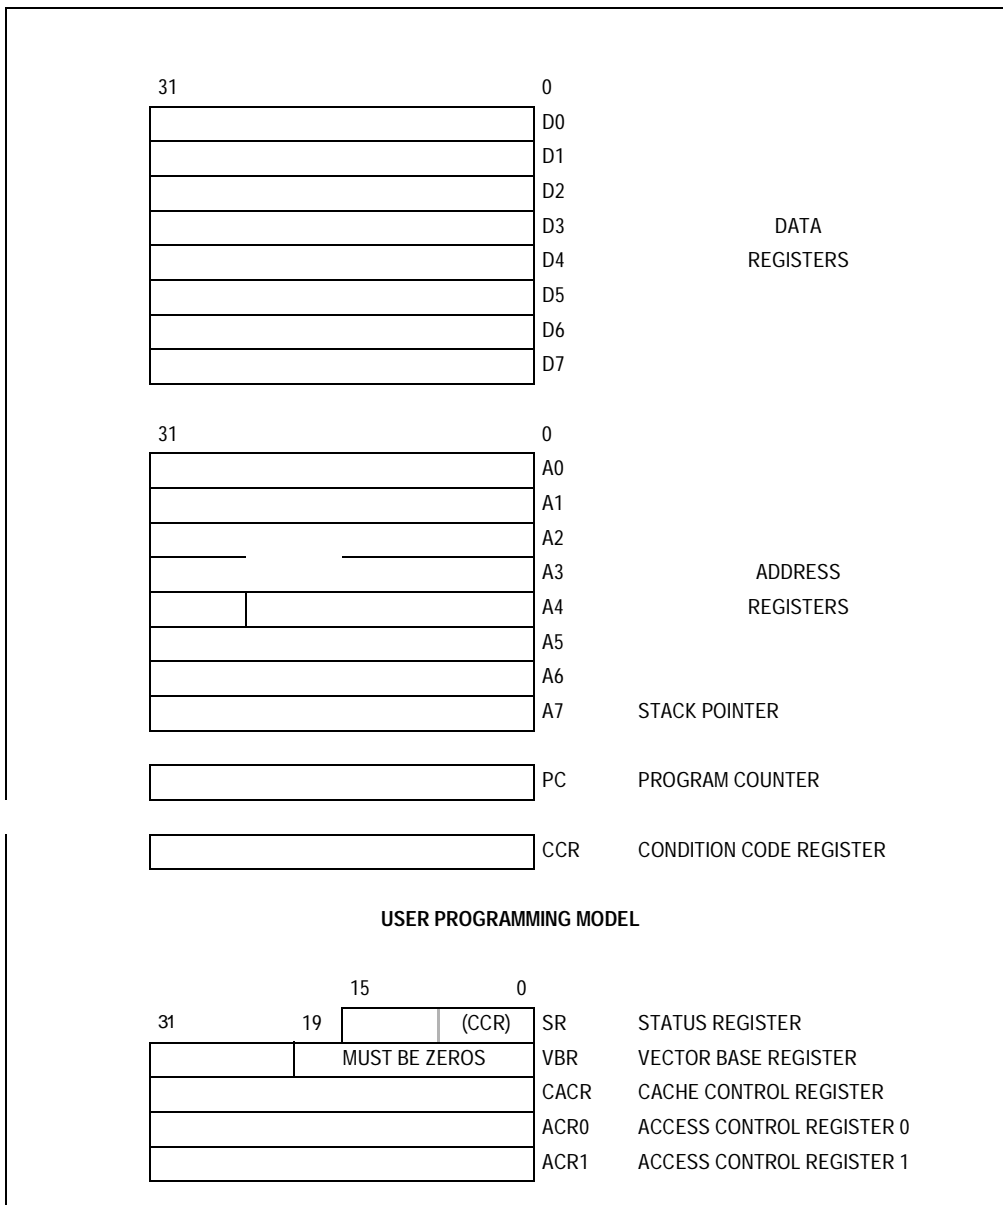 31 0
D0
D1
D2
D3 DATA
D4 REGISTERS
D5
D6
D7
31 0
A0
A1
A2
A3 ADDRESS
A4 REGISTERS
A5
A6
A7 STACK POINTER
PC PROGRAM COUNTER
CCR CONDITION CODE REGISTER
USER PROGRAMMING MODEL
15 0
31 19 (CCR) SR STATUS REGISTER
MUST BE ZEROS VBR VECTOR BASE REGISTER
CACR CACHE CONTROL REGISTER
ACR0 ACCESS CONTROL REGISTER 0
ACR1 ACCESS CONTROL REGISTER 1